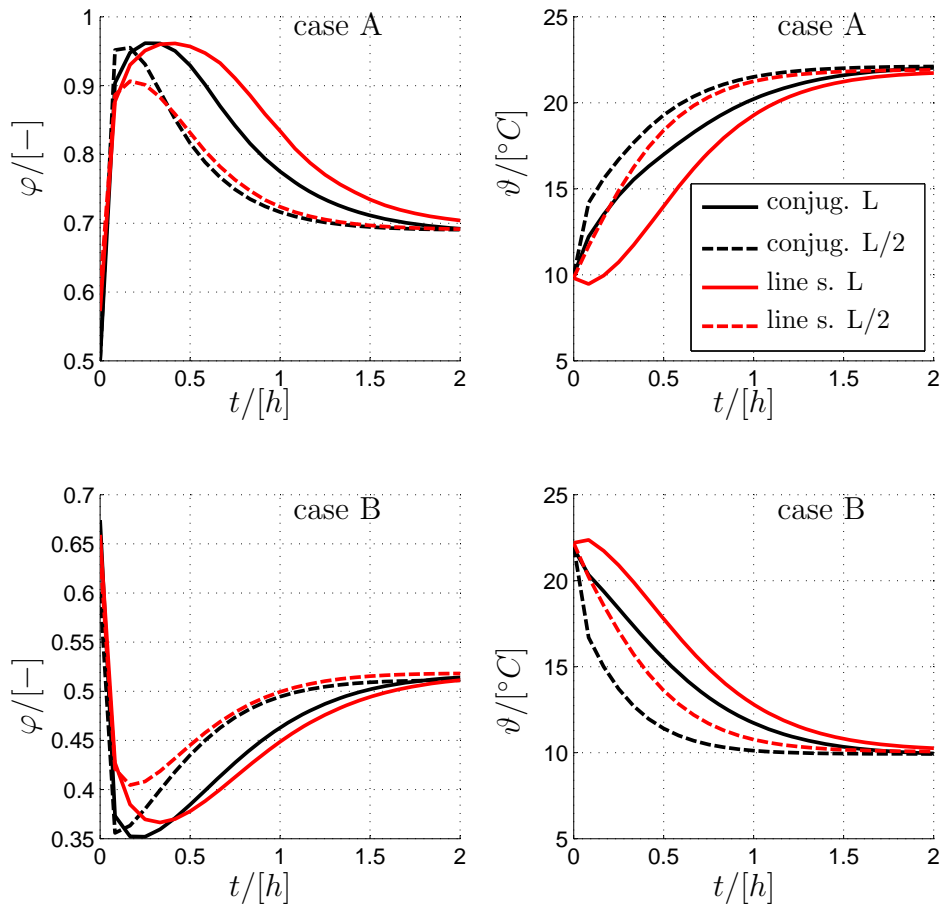 case A
1
0.9
0.8
0.7
0.6
0.5
φ/[−]
0 0.5 1 1.5 2
t/[h]
case A
25
20
15
10
5
ϑ/[°C]
conjug. L
conjug. L/2
line s. L
line s. L/2
0 0.5 1 1.5 2
t/[h]
case B
0.7
0.65
0.6
0.55
0.5
0.45
0.4
0.35
φ/[−]
0 0.5 1 1.5 2
t/[h]
case B
25
20
15
10
5
ϑ/[°C]
0 0.5 1 1.5 2
t/[h]